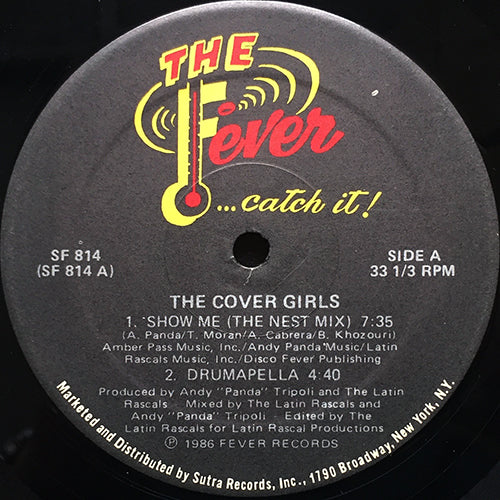 THE
Fever
...catch it!
SF 814
(SF 814 A)
SIDE A
33 1/3 RPM
THE COVER GIRLS
1. SHOW ME (THE NEST MIX) 7:35
(A. Panda/T. Moran/A. Cabrera/B. Khozouri)
Amber Pass Music, Inc./Andy Panda Music/Latin
Rascals Music, Inc./Disco Fever Publishing
2. DRUMAPELLA 4:40
Produced by Andy "Panda" Tripoli and The Latin
Rascals – Mixed by The Latin Rascals and
Andy "Panda" Tripoli - Edited by The
Latin Rascals for Latin Rascal Productions
℗ 1986 FEVER RECORDS
Marketed and Distributed by Sutra Records, Inc., 1790 Broadway, New York, N.Y.